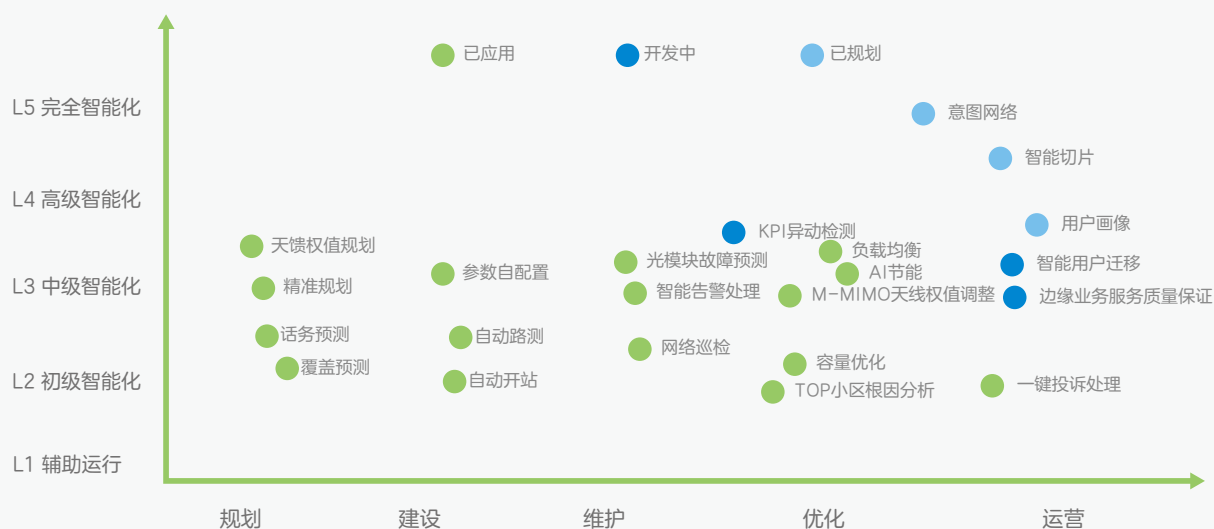 已应用
开发中
已规划
L5 完全智能化
意图网络
智能切片
L4 高级智能化
用户画像
KPI异动检测
天馈权值规划
负载均衡
光模块故障预测
智能用户迁移
参数自配置
AI节能
L3 中级智能化
精准规划
智能告警处理
M-MIMO天线权值调整
边缘业务服务质量保证
话务预测
自动路测
网络巡检
容量优化
覆盖预测
L2 初级智能化
自动开站
TOP小区根因分析
一键投诉处理
L1 辅助运行
规划
建设
维护
优化
运营